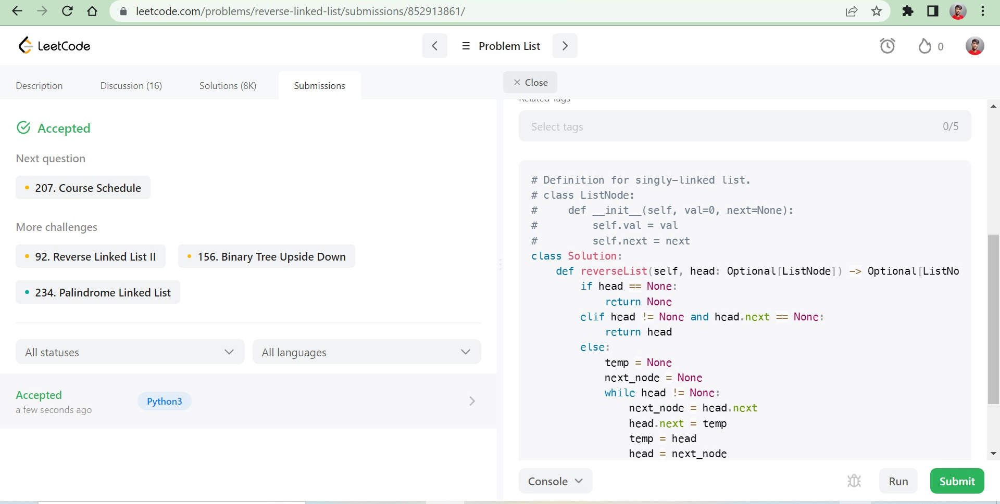 leetcode.com/problems/reverse-linked-list/submissions/852913861/
LeetCode
Problem List
0
Description
Discussion (16)
Solutions (8K)
Submissions
Close
Accepted
Next question
207. Course Schedule
More challenges
92. Reverse Linked List II
156. Binary Tree Upside Down
234. Palindrome Linked List
All statuses
All languages
Accepted
a few seconds ago
Python3
Related Tags
Select tags
0/5
# Definition for singly-linked list.
# class ListNode:
#     def __init__(self, val=0, next=None):
#         self.val = val
#         self.next = next
class Solution:
    def reverseList(self, head: Optional[ListNode]) -> Optional[ListNo
        if head == None:
            return None
        elif head != None and head.next == None:
            return head
        else:
            temp = None
            next_node = None
            while head != None:
                next_node = head.next
                head.next = temp
                temp = head
                head = next_node
Console
Run
Submit